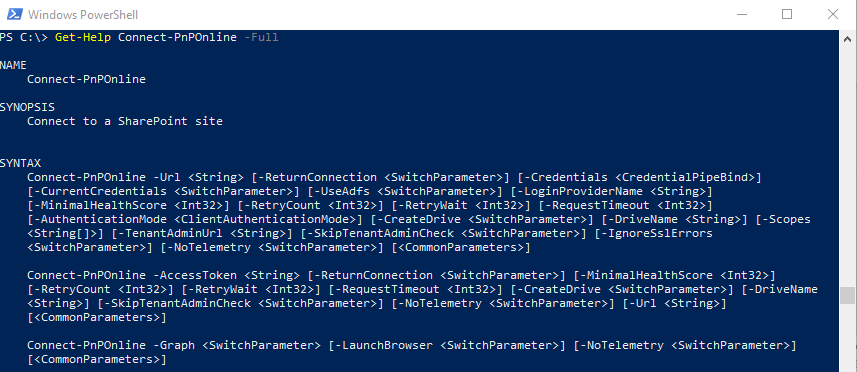 Windows PowerShell
PS C:\> Get-Help Connect-PnPOnline -Full
NAME
Connect-PnPOnline
SYNOPSIS
Connect to a SharePoint site
SYNTAX
Connect-PnPOnline -Url <String> [-ReturnConnection <SwitchParameter>] [-Credentials <CredentialPipeBind>]
[-CurrentCredentials <SwitchParameter>] [-UseAdfs <SwitchParameter>] [-LoginProviderName <String>]
[-MinimalHealthScore <Int32>] [-RetryCount <Int32>] [-RetryWait <Int32>] [-RequestTimeout <Int32>]
[-AuthenticationMode <ClientAuthenticationMode>] [-CreateDrive <SwitchParameter>] [-DriveName <String>] [-Scopes
<String[]>] [-TenantAdminUrl <String>] [-SkipTenantAdminCheck <SwitchParameter>] [-IgnoreSslErrors
<SwitchParameter>] [-NoTelemetry <SwitchParameter>] [<CommonParameters>]
Connect-PnPOnline -AccessToken <String> [-ReturnConnection <SwitchParameter>] [-MinimalHealthScore <Int32>]
[-RetryCount <Int32>] [-RetryWait <Int32>] [-RequestTimeout <Int32>] [-CreateDrive <SwitchParameter>] [-DriveName
<String>] [-SkipTenantAdminCheck <SwitchParameter>] [-NoTelemetry <SwitchParameter>] [-Url <String>]
[<CommonParameters>]
Connect-PnPOnline -Graph <SwitchParameter> [-LaunchBrowser <SwitchParameter>] [-NoTelemetry <SwitchParameter>]
[<CommonParameters>]